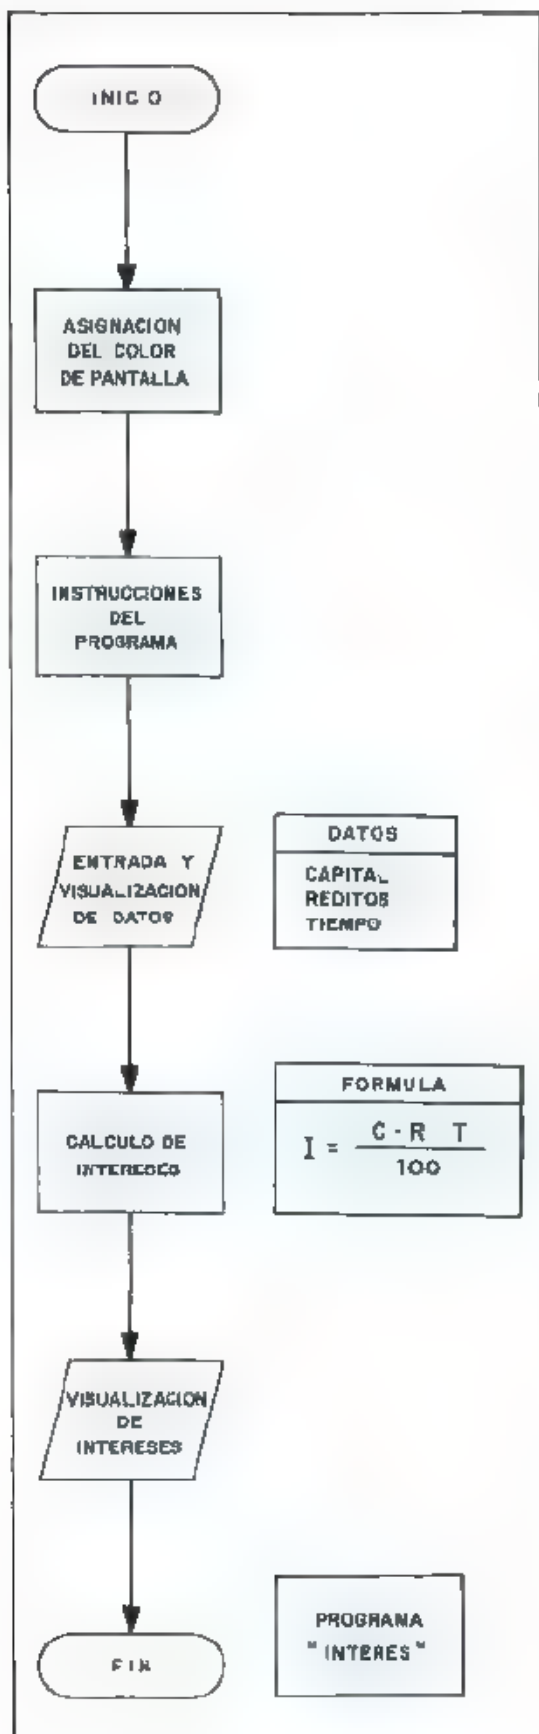 INICIO
ASIGNACION
DEL COLOR
DE PANTALLA
INSTRUCCIONES
DEL
PROGRAMA
ENTRADA Y
VISUALIZACION
DE DATOS
DATOS
CAPITAL
REDITOS
TIEMPO
CALCULO DE
INTERESES
FORMULA
I = C · R T
100
VISUALIZACION
DE
INTERESES
FIN
PROGRAMA
"INTERES"